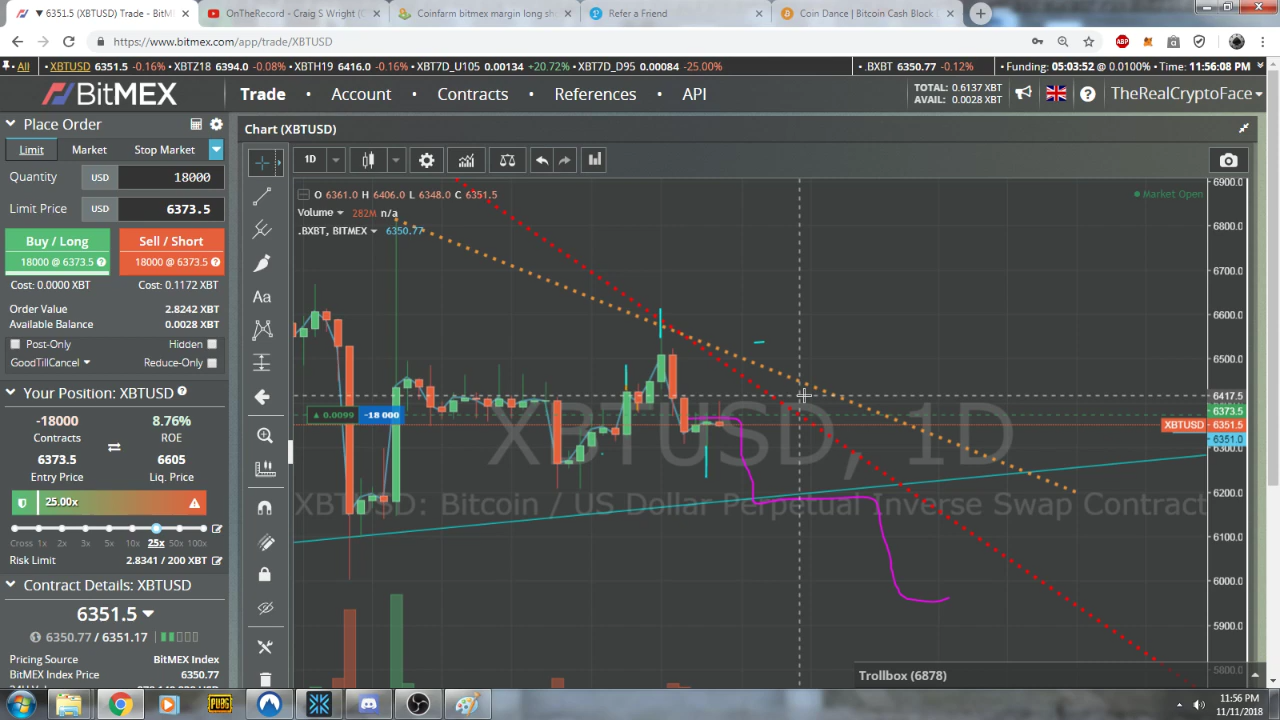 6351.5 (-0.16%) Trade - BitMEX
OnTheRecord - Craig S Wright (
Coinfarm bitmex margin long sh
Refer a Friend
Coin Dance | Bitcoin Cash Block
https://www.bitmex.com/app/trade/XBTUSD
All XBTUSD 6351.5 -0.16% XBTZ18 6394.0 -0.08% XBTH19 6416.0 -0.16% XBT7D_U105 0.00134 +20.72% XBT7D_D95 0.00084 -25.00% .BXBT 6350.77 -0.12% Funding: 05:03:52 @ 0.0100% Time: 11:56:08 PM
BitMEX
Trade • Account • Contracts • References • API
TOTAL: 0.6137 XBT
AVAIL: 0.0028 XBT
TheRealCryptoFace
Place Order
Limit Market Stop Market
Quantity USD 18000
Limit Price USD 6373.5
Buy / Long
18000 @ 6373.5
Sell / Short
18000 @ 6373.5
Cost: 0.0000 XBT Cost: 0.1172 XBT
Order Value 2.8242 XBT
Available Balance 0.0028 XBT
Post-Only Hidden
GoodTillCancel Reduce-Only
Your Position: XBTUSD
-18000 8.76%
Contracts ROE
6373.5 6605
Entry Price Liq. Price
25.00x
Cross 1x 2x 3x 5x 10x 25x 50x 100x
Risk Limit 2.8341 / 200 XBT
Contract Details: XBTUSD
6351.5
6350.77 / 6351.17
Pricing Source BitMEX Index
BitMEX Index Price 6350.77
Chart (XBTUSD)
1D
O 6361.0 H 6406.0 L 6348.0 C 6351.5
Volume 282M n/a
.BXBT, BITMEX 6350.77
Market Open
Aa
0.0099 -18 000
XBTUSD, 1D
XBTUSD: Bitcoin / US Dollar Perpetual Inverse Swap Contract
6900.0
6800.0
6700.0
6600.0
6500.0
6417.5
6373.5
XBTUSD 6351.5
6351.0
6300.0
6200.0
6100.0
6000.0
5900.0
5800.0
Trollbox (6878)
PUBG
11:56 PM
11/11/2018